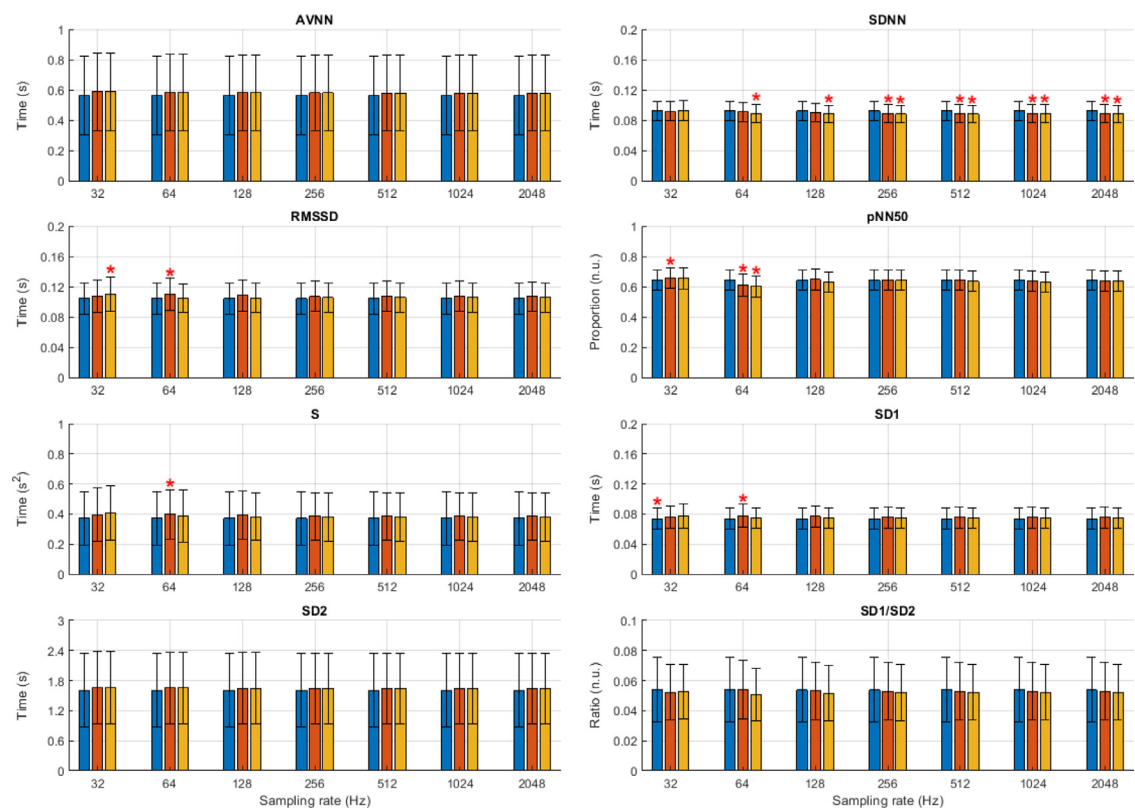 AVNN
Time (s)
1
0.8
0.6
0.4
0.2
0
32 64 128 256 512 1024 2048
SDNN
Time (s)
0.2
0.16
0.12
0.08
0.04
0
* * * * * * * * * *
32 64 128 256 512 1024 2048
RMSSD
Time (s)
0.2
0.16
0.12
0.08
0.04
0
* *
32 64 128 256 512 1024 2048
pNN50
Proportion (n.u.)
1
0.8
0.6
0.4
0.2
0
* * *
32 64 128 256 512 1024 2048
S
Time (s²)
1
0.8
0.6
0.4
0.2
0
*
32 64 128 256 512 1024 2048
SD1
Time (s)
0.2
0.16
0.12
0.08
0.04
0
* *
32 64 128 256 512 1024 2048
SD2
Time (s)
3
2.4
1.8
1.2
0.6
0
32 64 128 256 512 1024 2048
Sampling rate (Hz)
SD1/SD2
Ratio (n.u.)
0.1
0.08
0.06
0.04
0.02
0
32 64 128 256 512 1024 2048
Sampling rate (Hz)